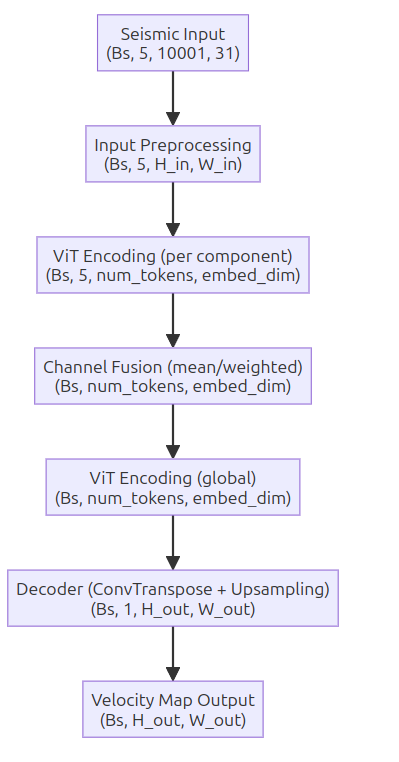 Seismic Input
(Bs, 5, 10001, 31)
Input Preprocessing
(Bs, 5, H_in, W_in)
ViT Encoding (per component)
(Bs, 5, num_tokens, embed_dim)
Channel Fusion (mean/weighted)
(Bs, num_tokens, embed_dim)
ViT Encoding (global)
(Bs, num_tokens, embed_dim)
Decoder (ConvTranspose + Upsampling)
(Bs, 1, H_out, W_out)
Velocity Map Output
(Bs, H_out, W_out)